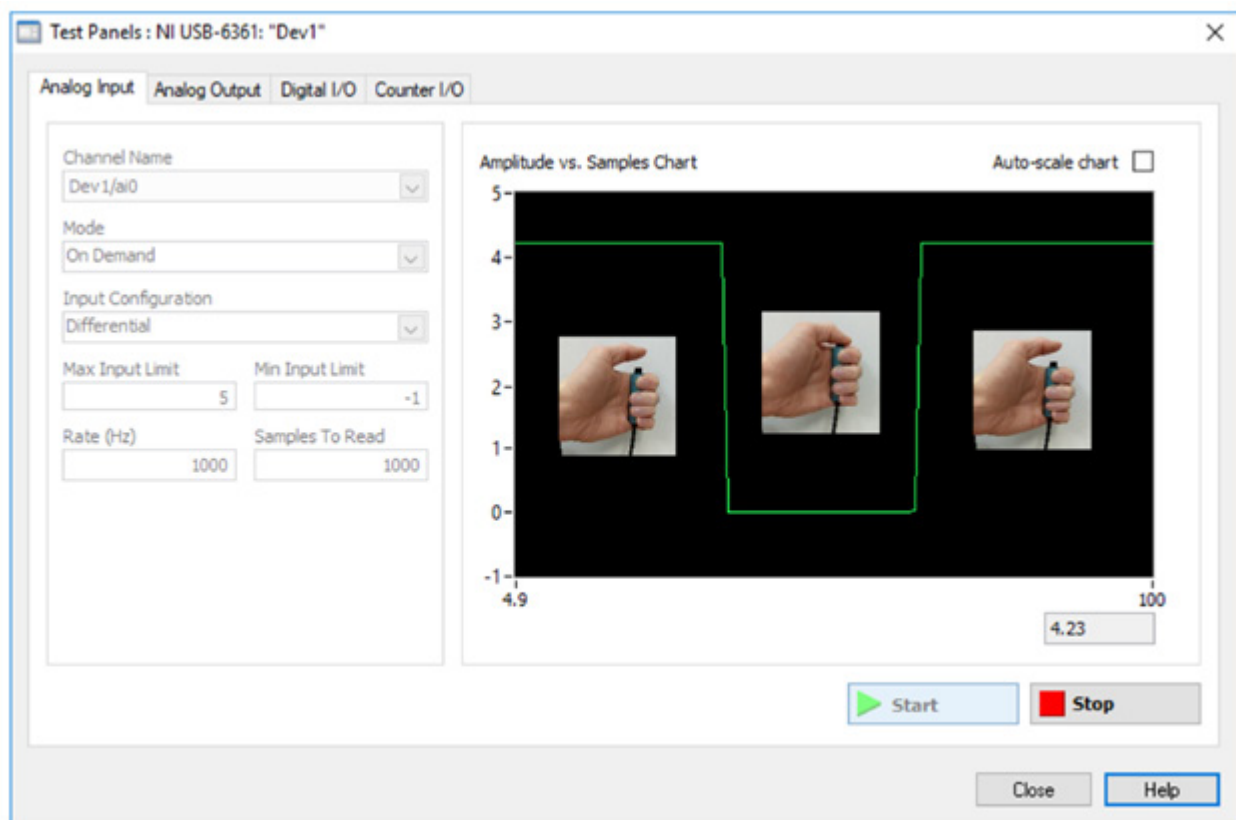 Test Panels : NI USB-6361: "Dev1"
Analog Input Analog Output Digital I/O Counter I/O
Channel Name
Dev1/ai0
Mode
On Demand
Input Configuration
Differential
Max Input Limit Min Input Limit
5 -1
Rate (Hz) Samples To Read
1000 1000
Amplitude vs. Samples Chart Auto-scale chart
5
4
3
2
1
0
-1
4.9 100
4.23
Start Stop
Close Help